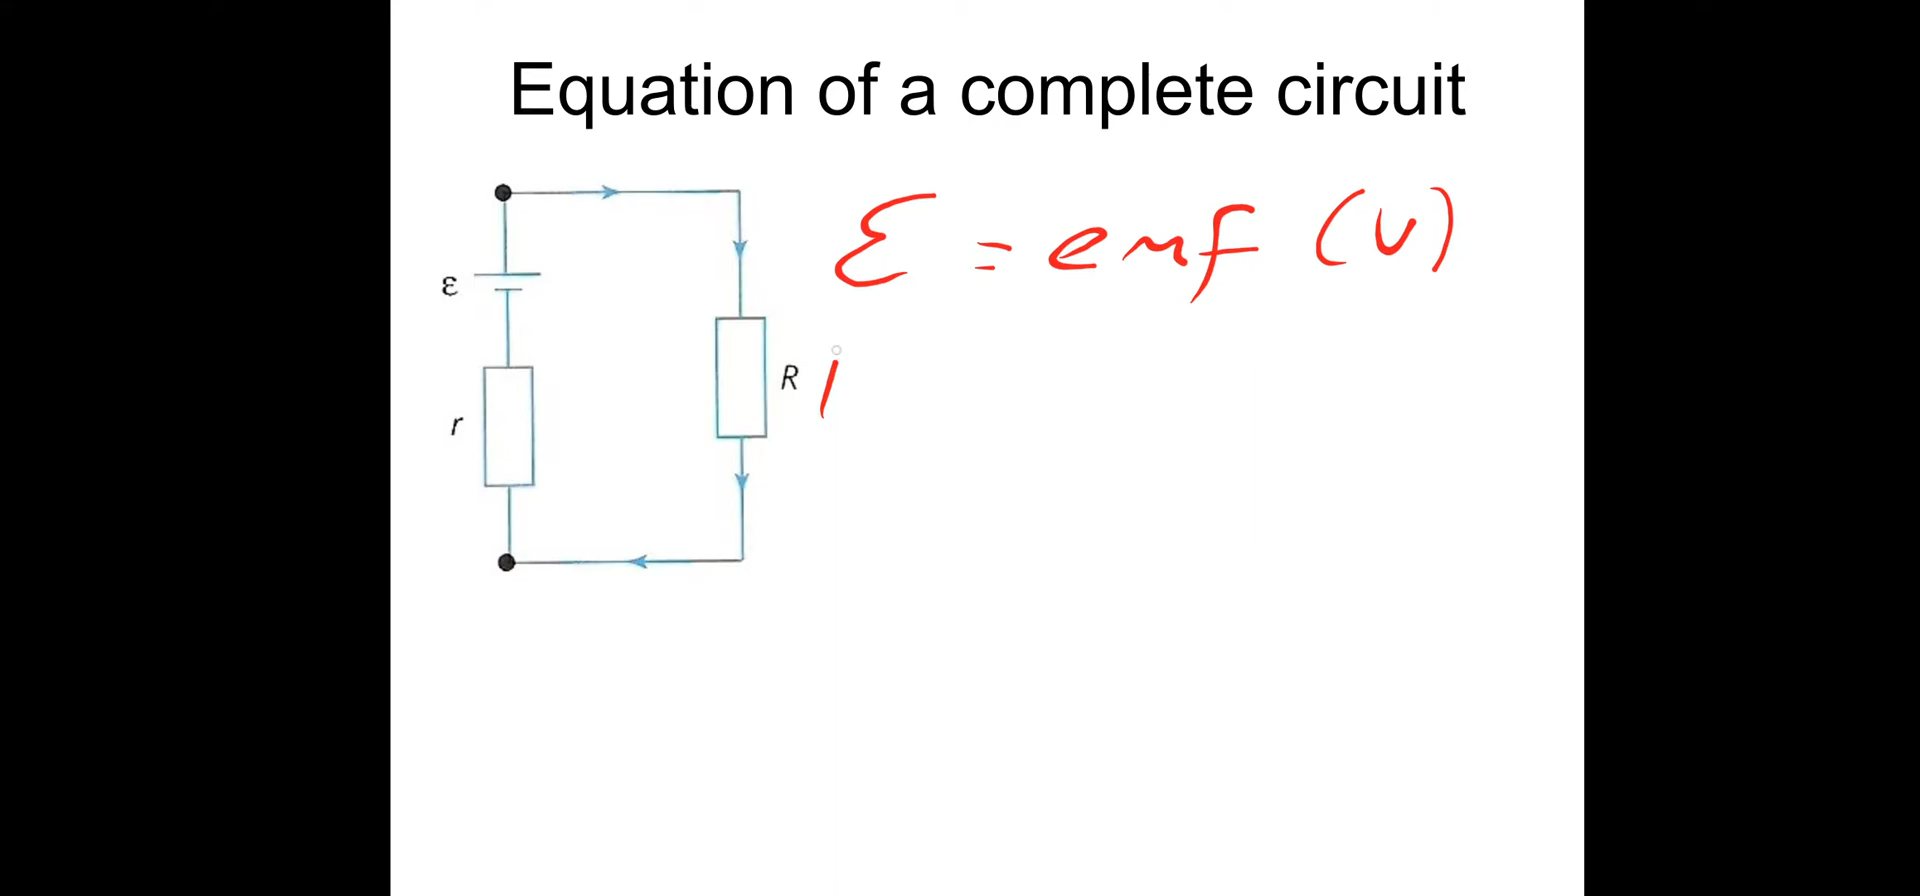 Equation of a complete circuit
Ɛ = emf (V)
ε
R
r